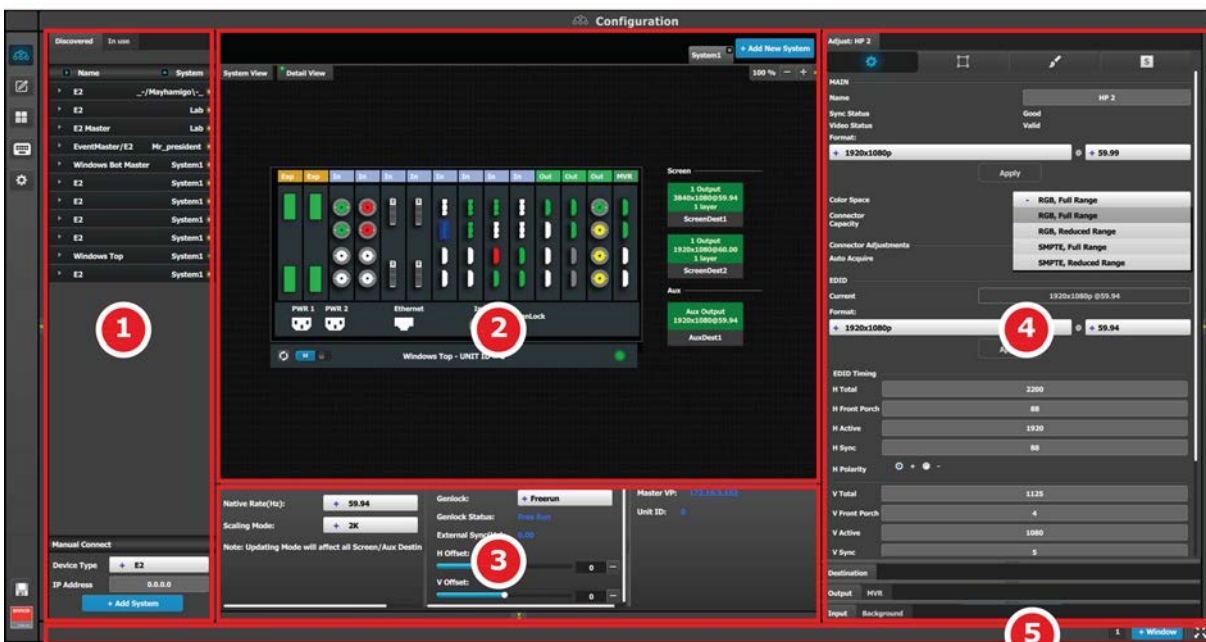 Configuration
Discovered In use
Name System
E2 _-/Mayhamigo\-_
E2 Lab
E2 Master Lab
EventMaster/E2 Mr_president
Windows Bot Master System1
E2 System1
E2 System1
E2 System1
E2 System1
Windows Top System1
E2 System1
1
Manual Connect
Device Type + E2
IP Address 0.0.0.0
+ Add System
System1 + Add New System
System View Detail View 100 % - +
Exp Exp In In In In In In In Out Out Out MVR
PWR 1 PWR 2 Ethernet
Windows Top - UNIT ID
M
2
Screen
1 Output
3840x1080@59.94
1 layer
ScreenDest1
1 Output
1920x1080@60.00
1 layer
ScreenDest2
Aux
Aux Output
1920x1080@59.94
AuxDest1
Native Rate(Hz): + 59.94
Scaling Mode: + 2K
Note: Updating Mode will affect all Screen/Aux Destin
Genlock: + Freerun
Genlock Status: Free Run
External Sync 0.00
H Offset:
0 -
V Offset:
0 -
3
Master VP:
Unit ID: 0
Adjust: HP 2
S
MAIN
Name HP 2
Sync Status Good
Video Status Valid
Format:
+ 1920x1080p @ + 59.99
Apply
Color Space - RGB, Full Range
RGB, Full Range
RGB, Reduced Range
SMPTE, Full Range
SMPTE, Reduced Range
Connector
Capacity
Connector Adjustments
Auto Acquire
EDID
Current 1920x1080p @59.94
Format:
+ 1920x1080p @ + 59.94
4
EDID Timing
H Total 2200
H Front Porch 88
H Active 1920
H Sync 88
H Polarity + -
V Total 1125
V Front Porch 4
V Active 1080
V Sync 5
Destination
Output MVR
Input Background
5
1 + Window